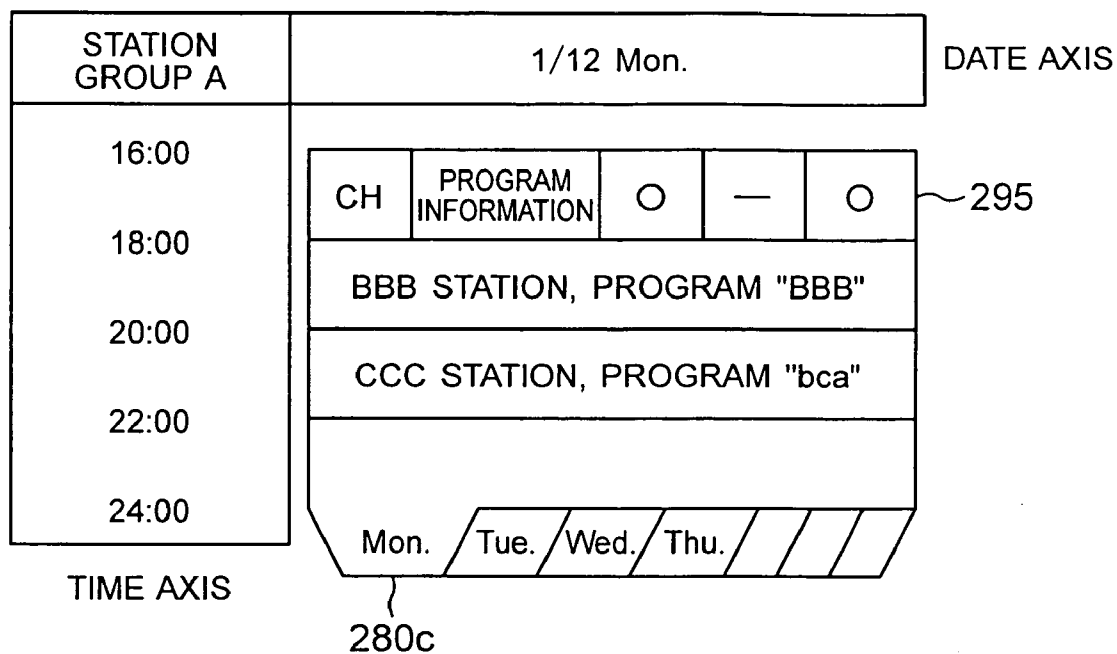 STATION
GROUP A
1/12 Mon.
DATE AXIS
16:00
18:00
20:00
22:00
24:00
TIME AXIS
CH
PROGRAM
INFORMATION
○
—
○
295
BBB STATION, PROGRAM "BBB"
CCC STATION, PROGRAM "bca"
Mon.
Tue.
Wed.
Thu.
280c